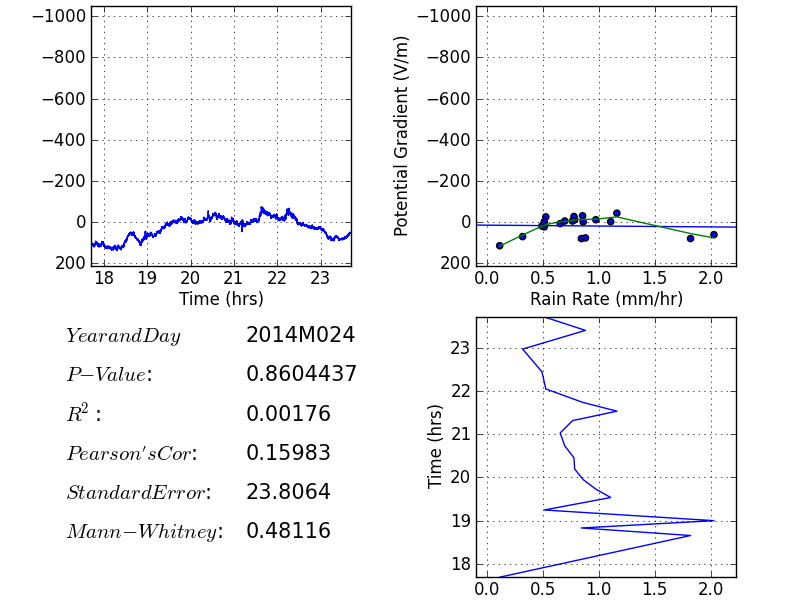 −1000
−800
−600
−400
−200
0
200
18 19 20 21 22 23
Time (hrs)
Potential Gradient (V/m)
−1000
−800
−600
−400
−200
0
200
0.0 0.5 1.0 1.5 2.0
Rain Rate (mm/hr)
YearandDay 2014M024
P−Value: 0.8604437
R²: 0.00176
Pearson'sCor: 0.15983
StandardError: 23.8064
Mann−Whitney: 0.48116
Time (hrs)
23
22
21
20
19
18
0.0 0.5 1.0 1.5 2.0